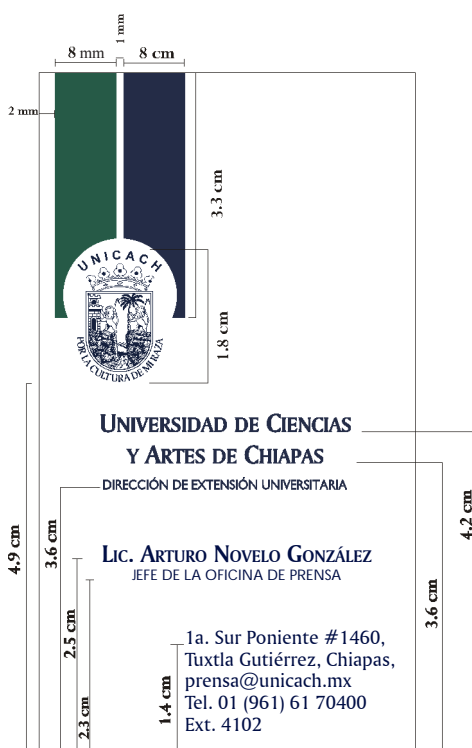 1 mm
8 mm
8 cm
2 mm
3.3 cm
UNICACH
1.8 cm
POR LA CULTURA DE MI RAZA
UNIVERSIDAD DE CIENCIAS
Y ARTES DE CHIAPAS
DIRECCIÓN DE EXTENSIÓN UNIVERSITARIA
4.2 cm
4.9 cm
3.6 cm
LIC. ARTURO NOVELO GONZÁLEZ
JEFE DE LA OFICINA DE PRENSA
3.6 cm
2.5 cm
1a. Sur Poniente #1460,
Tuxtla Gutiérrez, Chiapas,
prensa@unicach.mx
Tel. 01 (961) 61 70400
Ext. 4102
1.4 cm
2.3 cm